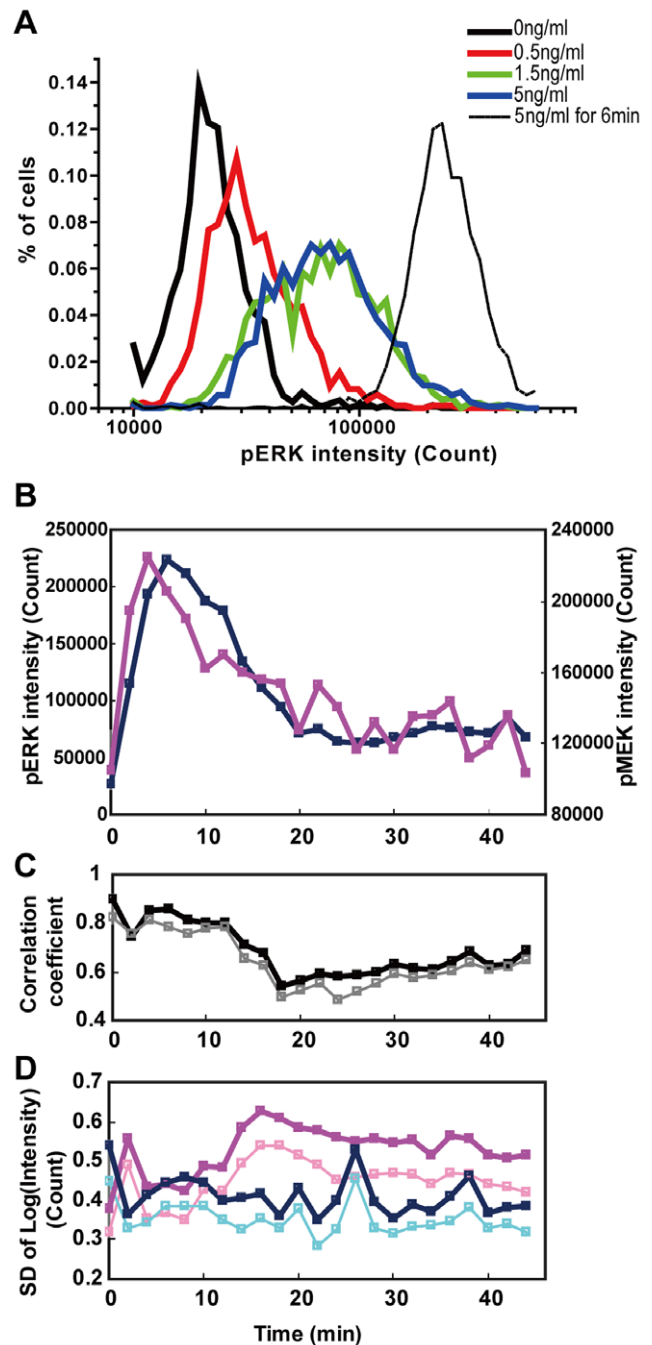 A
0ng/ml
0.5ng/ml
1.5ng/ml
5ng/ml
5ng/ml for 6min
% of cells
0.14
0.12
0.10
0.08
0.06
0.04
0.02
0.00
10000 100000
pERK intensity (Count)
B
pERK intensity (Count)
250000
200000
150000
100000
50000
0
240000
200000
160000
120000
80000
pMEK intensity (Count)
0 10 20 30 40
C
Correlation
coefficient
1
0.8
0.6
0.4
0 10 20 30 40
D
SD of Log(Intensity)
(Count)
0.7
0.6
0.5
0.4
0.3
0.2
0 10 20 30 40
Time (min)